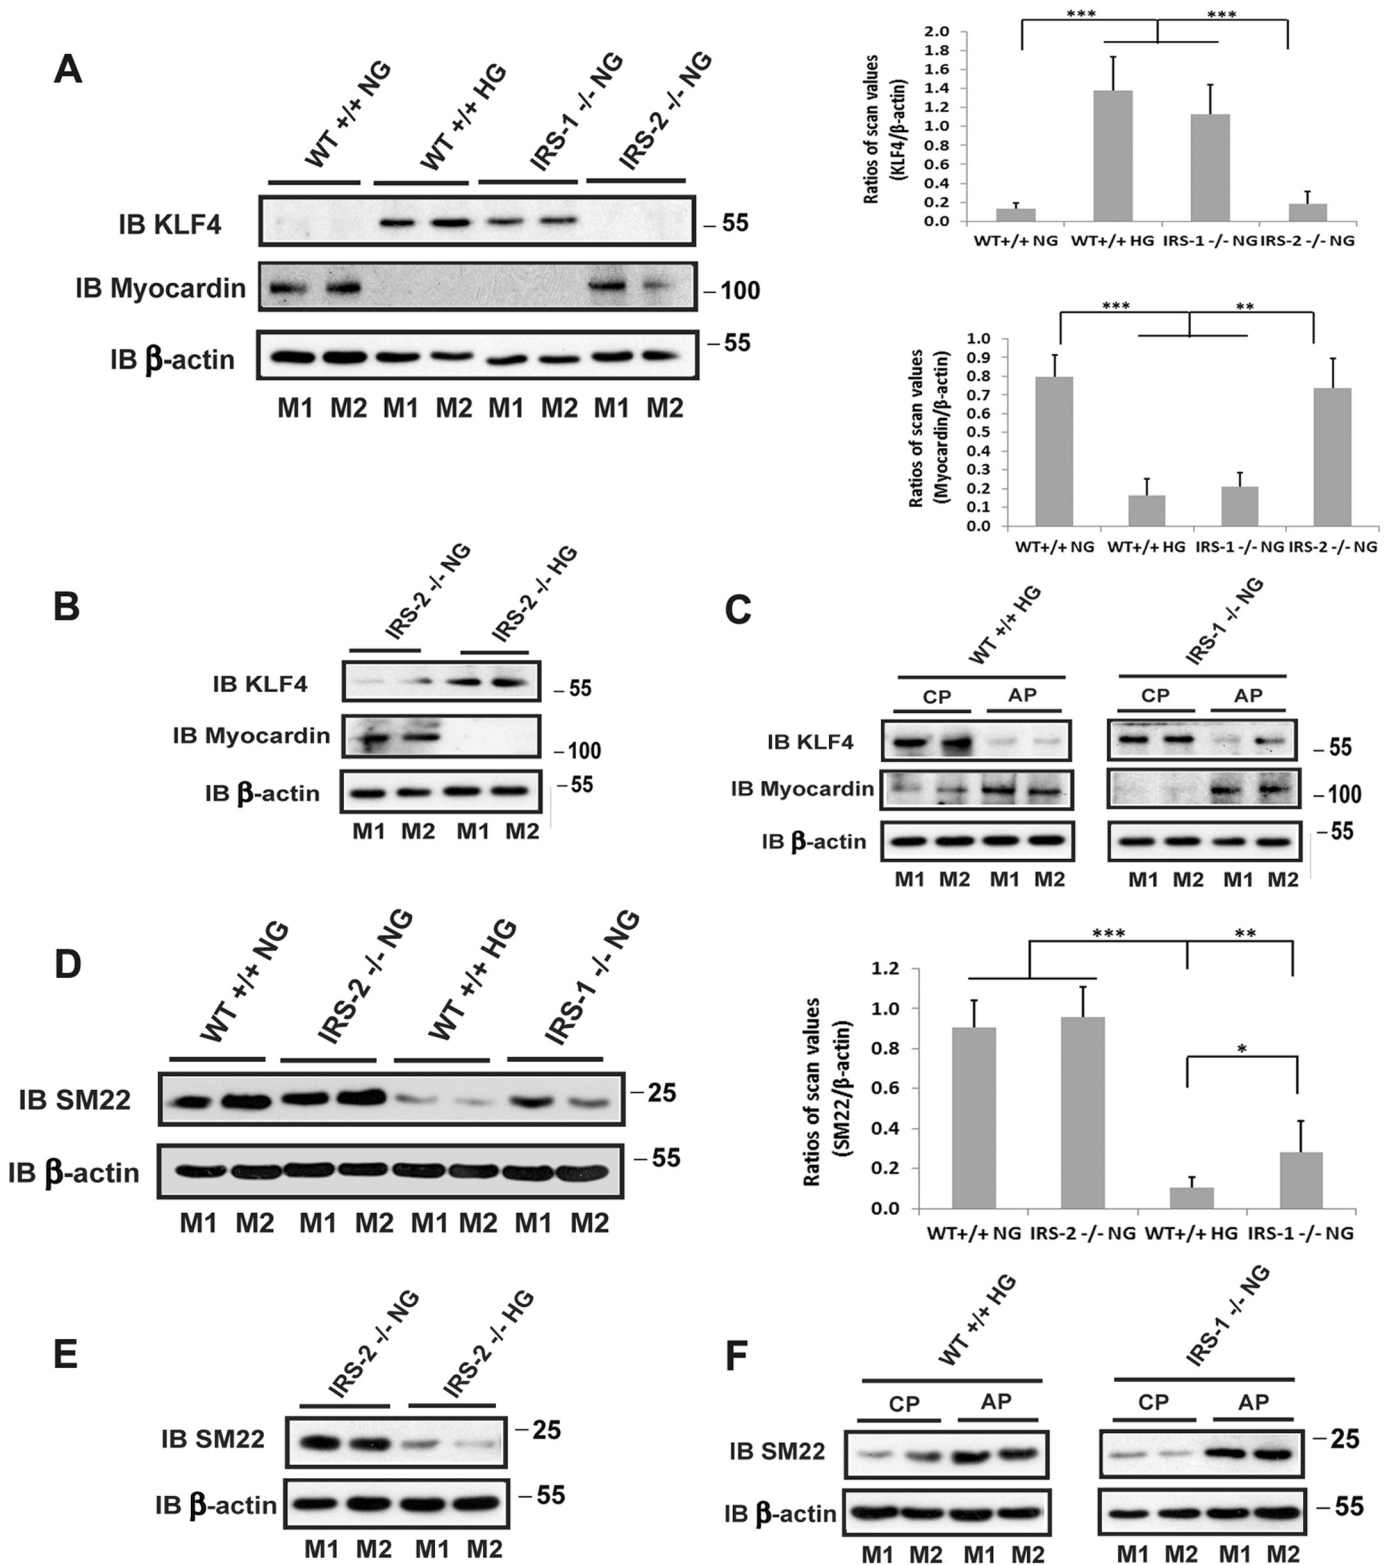 A
WT +/+ NG
WT +/+ HG
IRS-1 -/- NG
IRS-2 -/- NG
IB KLF4
– 55
IB Myocardin
– 100
IB β-actin
– 55
M1 M2 M1 M2 M1 M2 M1 M2
*** ***
Ratios of scan values
(KLF4/β-actin)
2.0
1.8
1.6
1.4
1.2
1.0
0.8
0.6
0.4
0.2
0.0
WT+/+ NG WT+/+ HG IRS-1 -/- NG IRS-2 -/- NG
*** **
Ratios of scan values
(Myocardin/β-actin)
1.0
0.9
0.8
0.7
0.6
0.5
0.4
0.3
0.2
0.1
0.0
WT+/+ NG WT+/+ HG IRS-1 -/- NG IRS-2 -/- NG
B
IRS-2 -/- NG
IRS-2 -/- HG
IB KLF4
– 55
IB Myocardin
– 100
IB β-actin
– 55
M1 M2 M1 M2
C
WT +/+ HG
IRS-1 -/- NG
CP AP CP AP
IB KLF4
– 55
IB Myocardin
– 100
IB β-actin
– 55
M1 M2 M1 M2 M1 M2 M1 M2
D
WT +/+ NG
IRS-2 -/- NG
WT +/+ HG
IRS-1 -/- NG
IB SM22
– 25
IB β-actin
– 55
M1 M2 M1 M2 M1 M2 M1 M2
*** **
*
Ratios of scan values
(SM22/β-actin)
1.2
1.0
0.8
0.6
0.4
0.2
0.0
WT+/+ NG IRS-2 -/- NG WT+/+ HG IRS-1 -/- NG
E
IRS-2 -/- NG
IRS-2 -/- HG
IB SM22
– 25
IB β-actin
– 55
M1 M2 M1 M2
F
WT +/+ HG
IRS-1 -/- NG
CP AP CP AP
IB SM22
– 25
IB β-actin
– 55
M1 M2 M1 M2 M1 M2 M1 M2